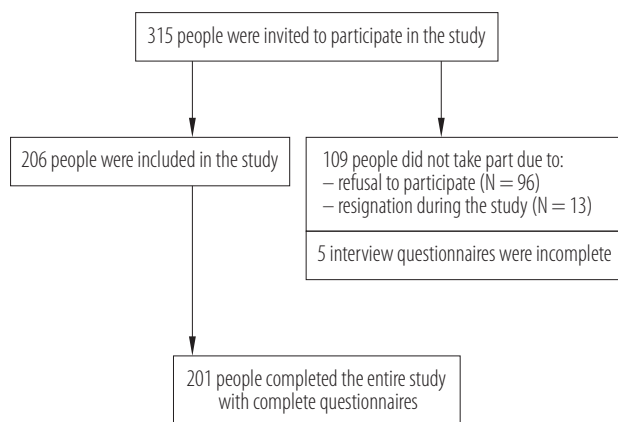 315 people were invited to participate in the study
206 people were included in the study
109 people did not take part due to:
– refusal to participate (N = 96)
– resignation during the study (N = 13)
5 interview questionnaires were incomplete
201 people completed the entire study
with complete questionnaires